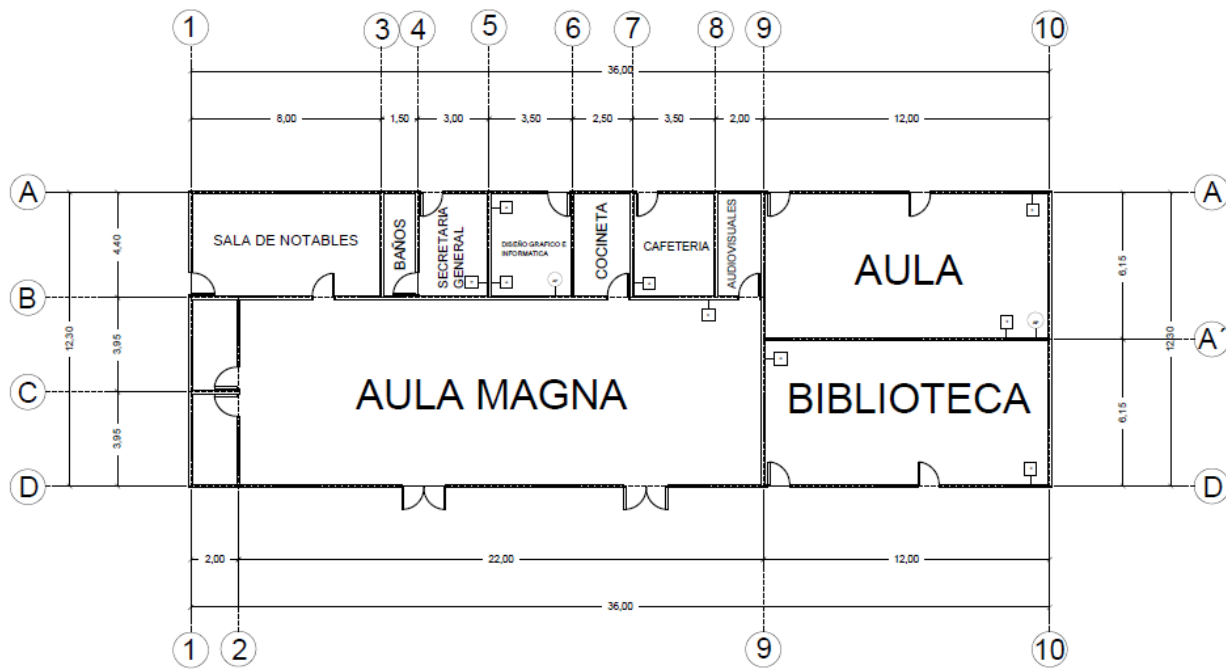 1
3
4
5
6
7
8
9
10
36,00
8,00
1,50
3,00
3,50
2,50
3,50
2,00
12,00
A
A
4,40
SALA DE NOTABLES
BAÑOS
SECRETARIA
GENERAL
DISEÑO GRAFICO E
INFORMATICA
COCINETA
CAFETERIA
AUDIOVISUALES
AULA
6,15
B
12,30
3,95
12,30
A´
C
AULA MAGNA
BIBLIOTECA
3,95
6,15
D
D
2,00
22,00
12,00
36,00
1
2
9
10